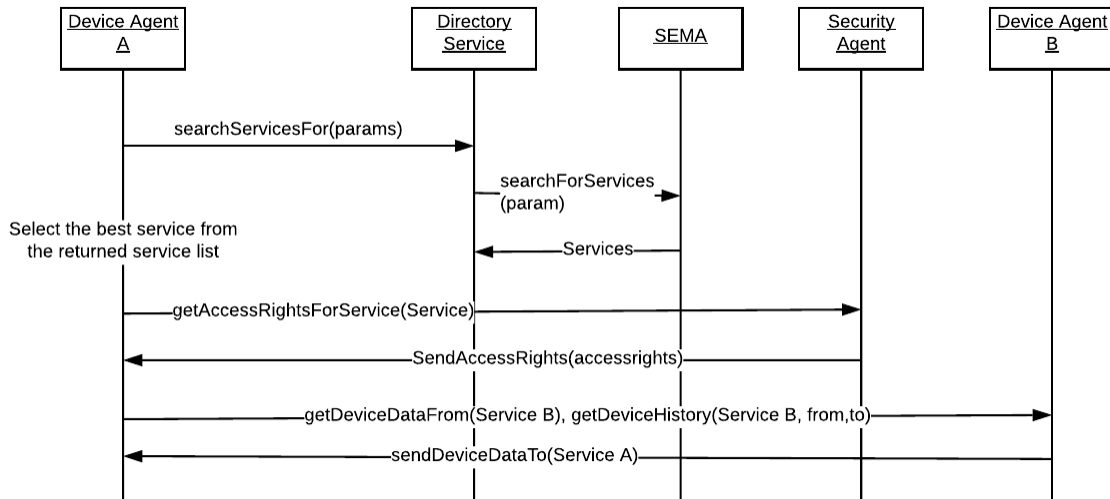 Device Agent
A
Directory
Service
SEMA
Security
Agent
Device Agent
B
searchServicesFor(params)
searchForServices
(param)
Select the best service from
the returned service list
Services
getAccessRightsForService(Service)
SendAccessRights(accessrights)
getDeviceDataFrom(Service B), getDeviceHistory(Service B, from,to)
sendDeviceDataTo(Service A)